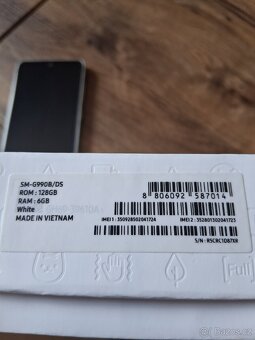 SM-G990B/DS
ROM : 128GB
RAM : 6GB
White
MADE IN VIETNAM
8 806092 587014
IMEI 1 : 350928502041724
IMEI 2 : 352801302041723
S/N : R5CRC1D87XR
Full